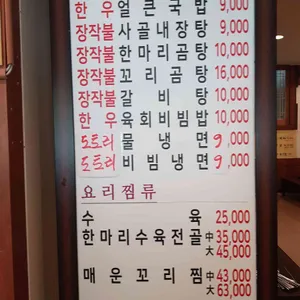 한우 얼큰국밥 9,000
장작불 사골내장탕 9,000
장작불 한마리곰탕 10,000
장작불 꼬리곰탕 16,000
장작불 갈비탕 10,000
한우 육회비빔밥 10,000
도토리 물냉면 9,000
도토리 비빔냉면 9,000
요리찜류
수육 25,000
한마리수육전골 中 35,000
大 45,000
매운꼬리찜 中 43,000
大 63,000